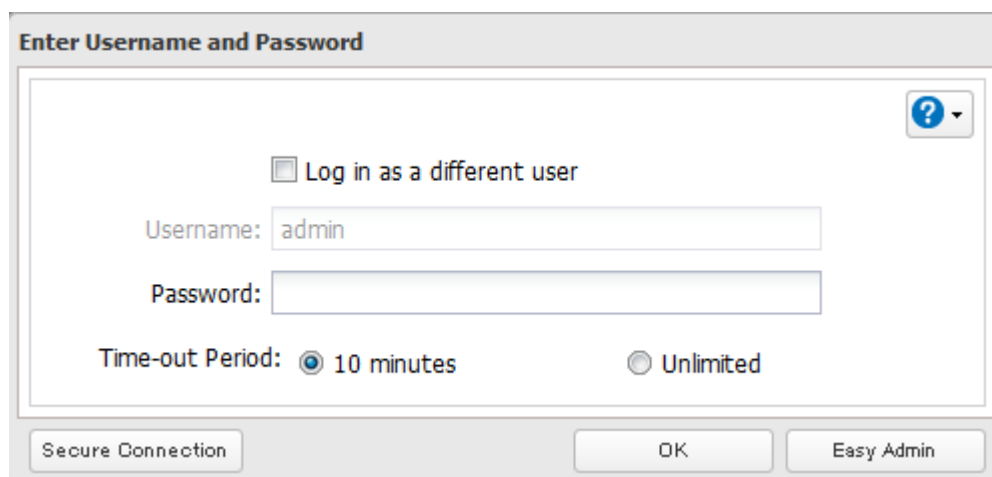 Enter Username and Password
?
Log in as a different user
Username: admin
Password:
Time-out Period: 10 minutes Unlimited
Secure Connection OK Easy Admin